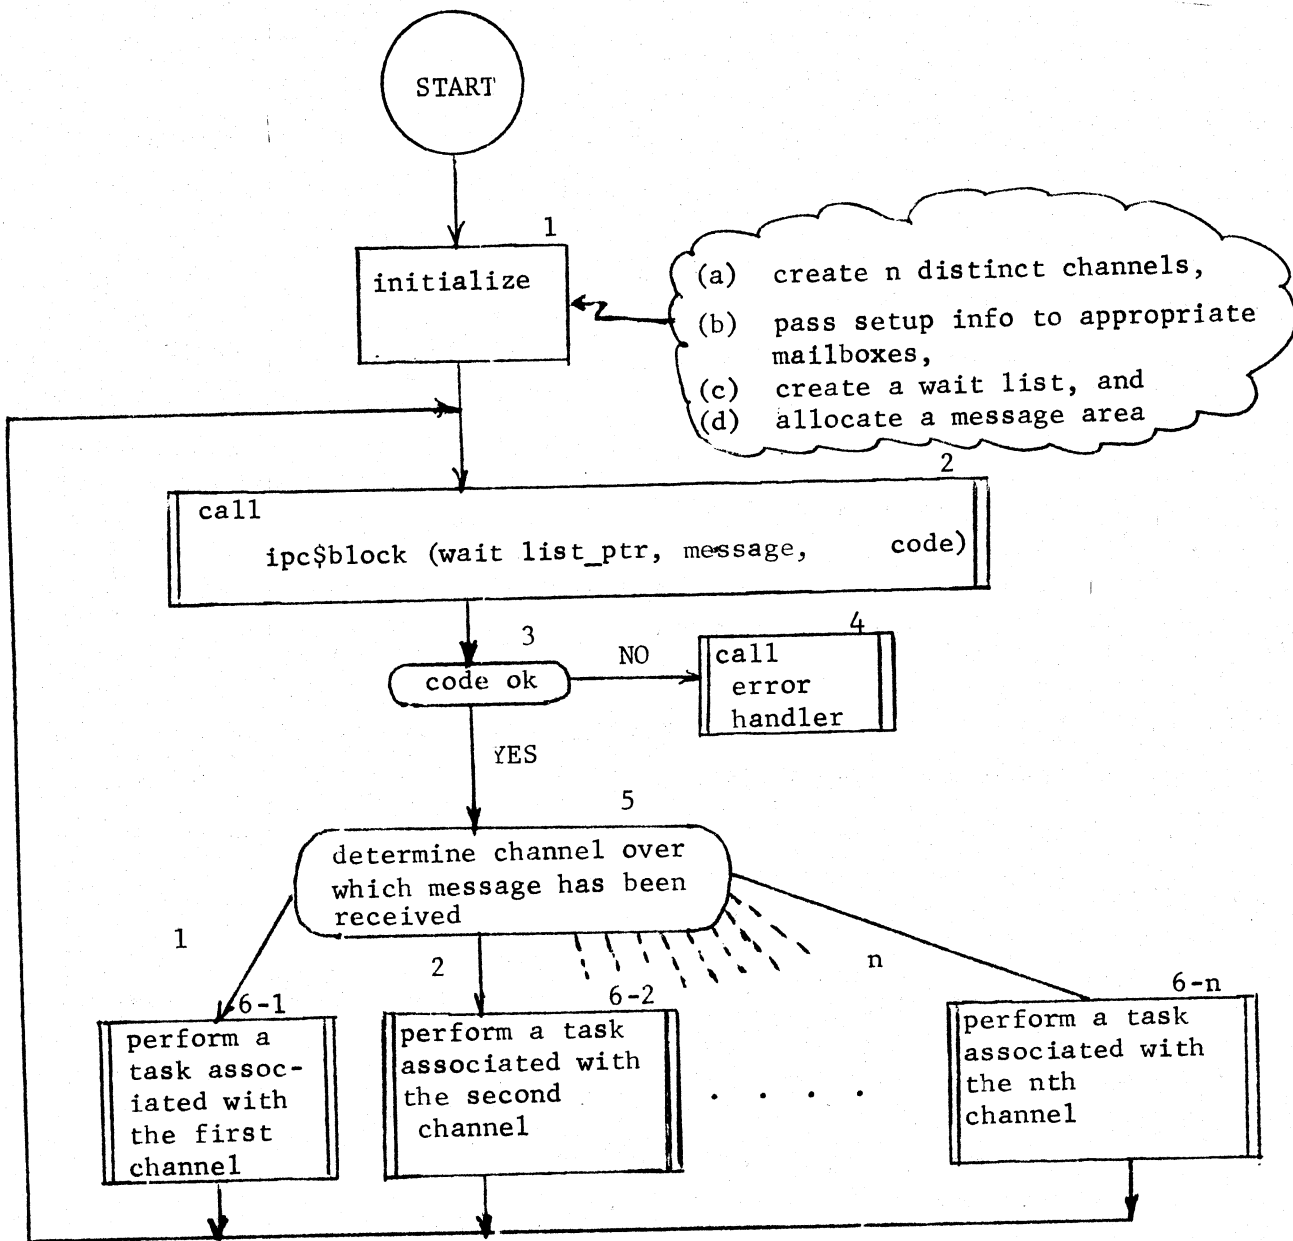 START
1
initialize
(a) create n distinct channels,
(b) pass setup info to appropriate
mailboxes,
(c) create a wait list, and
(d) allocate a message area
2
call
ipc$block (wait list_ptr, message, code)
3
code ok
NO
4
call
error
handler
YES
5
determine channel over
which message has been
received
1
2
n
6-1
perform a
task assoc-
iated with
the first
channel
6-2
perform a task
associated with
the second
channel
. . . .
6-n
perform a task
associated with
the nth
channel